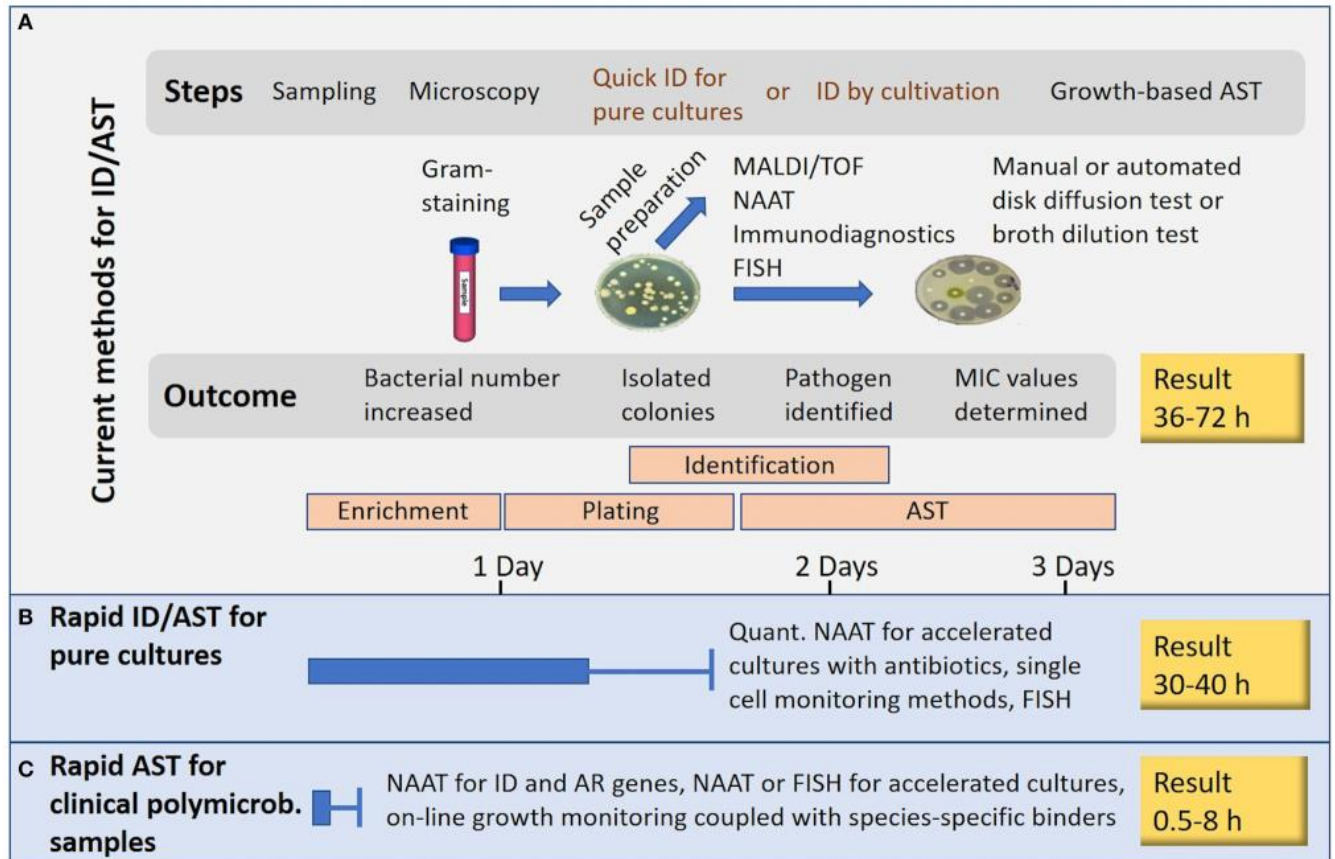 A
Current methods for ID/AST
Steps
Sampling
Microscopy
Quick ID for
pure cultures
or
ID by cultivation
Growth-based AST
Gram-
staining
Sample
Sample
preparation
MALDI/TOF
NAAT
Immunodiagnostics
FISH
Manual or automated
disk diffusion test or
broth dilution test
Outcome
Bacterial number
increased
Isolated
colonies
Pathogen
identified
MIC values
determined
Result
36-72 h
Identification
Enrichment
Plating
AST
1 Day
2 Days
3 Days
B
Rapid ID/AST for
pure cultures
Quant. NAAT for accelerated
cultures with antibiotics, single
cell monitoring methods, FISH
Result
30-40 h
C
Rapid AST for
clinical polymicrob.
samples
NAAT for ID and AR genes, NAAT or FISH for accelerated cultures,
on-line growth monitoring coupled with species-specific binders
Result
0.5-8 h